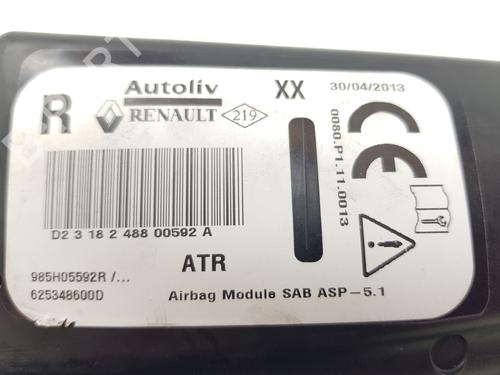 R
Autoliv
XX
30/04/2013
RENAULT
219
CE
0080.P1.11.0013
D2 3 18 2 488 00592 A
985H05592R /...
625348600D
ATR
Airbag Module SAB ASP-5.1